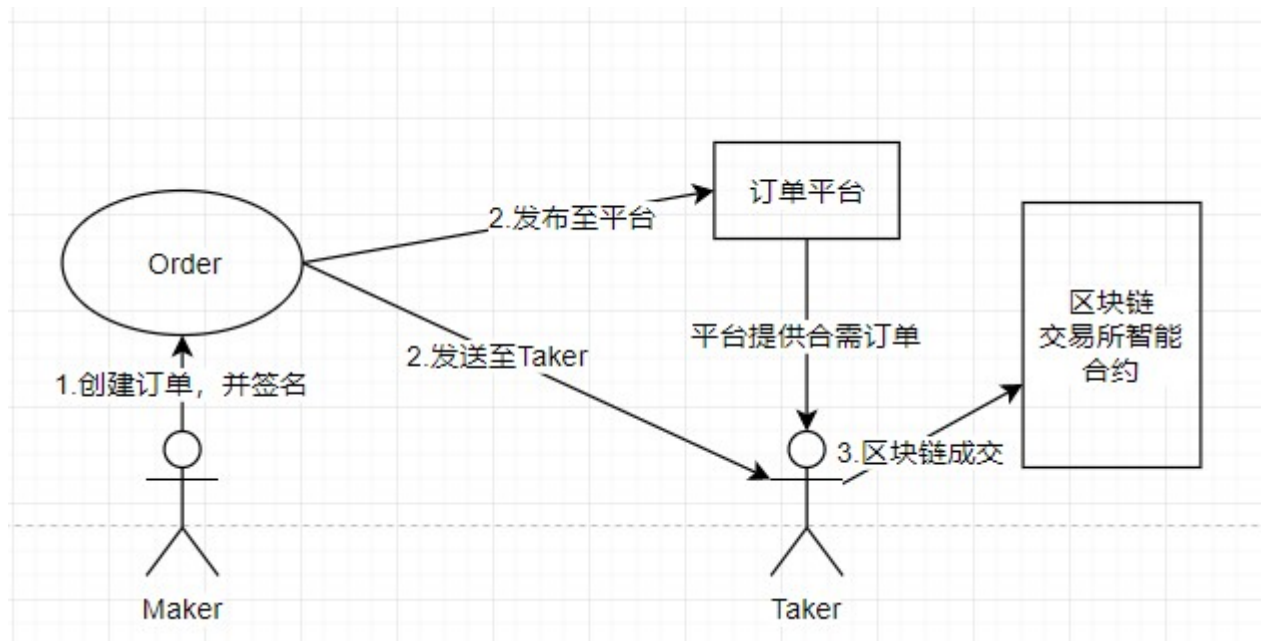 订单平台
2.发布至平台
Order
区块链
交易所智能
合约
平台提供合需订单
2.发送至Taker
1.创建订单，并签名
3.区块链成交
Maker
Taker